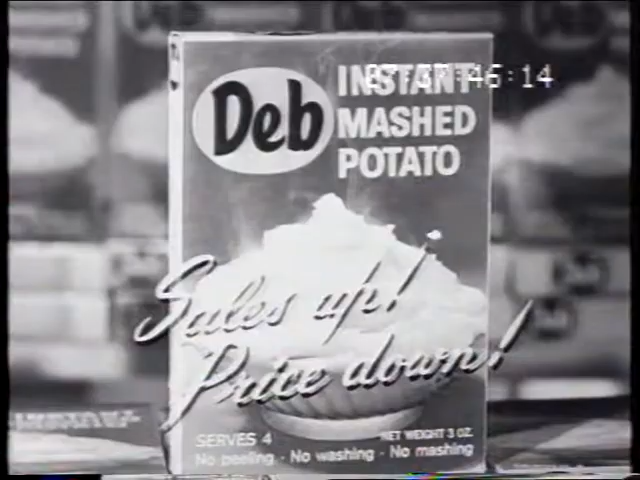 Deb
INSTANT
MASHED
POTATO
Sales up!
Price down!
SERVES 4
NET WEIGHT 3 OZ.
No peeling · No washing · No mashing